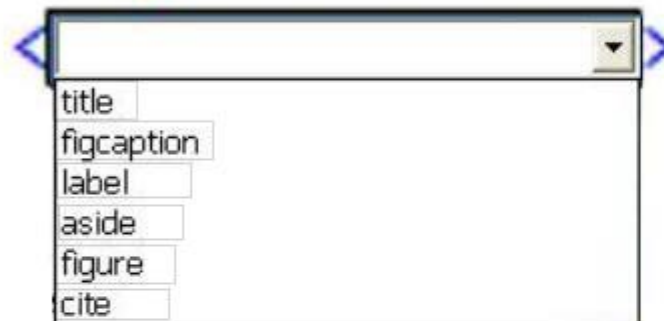 < >
title
figcaption
label
aside
figure
cite